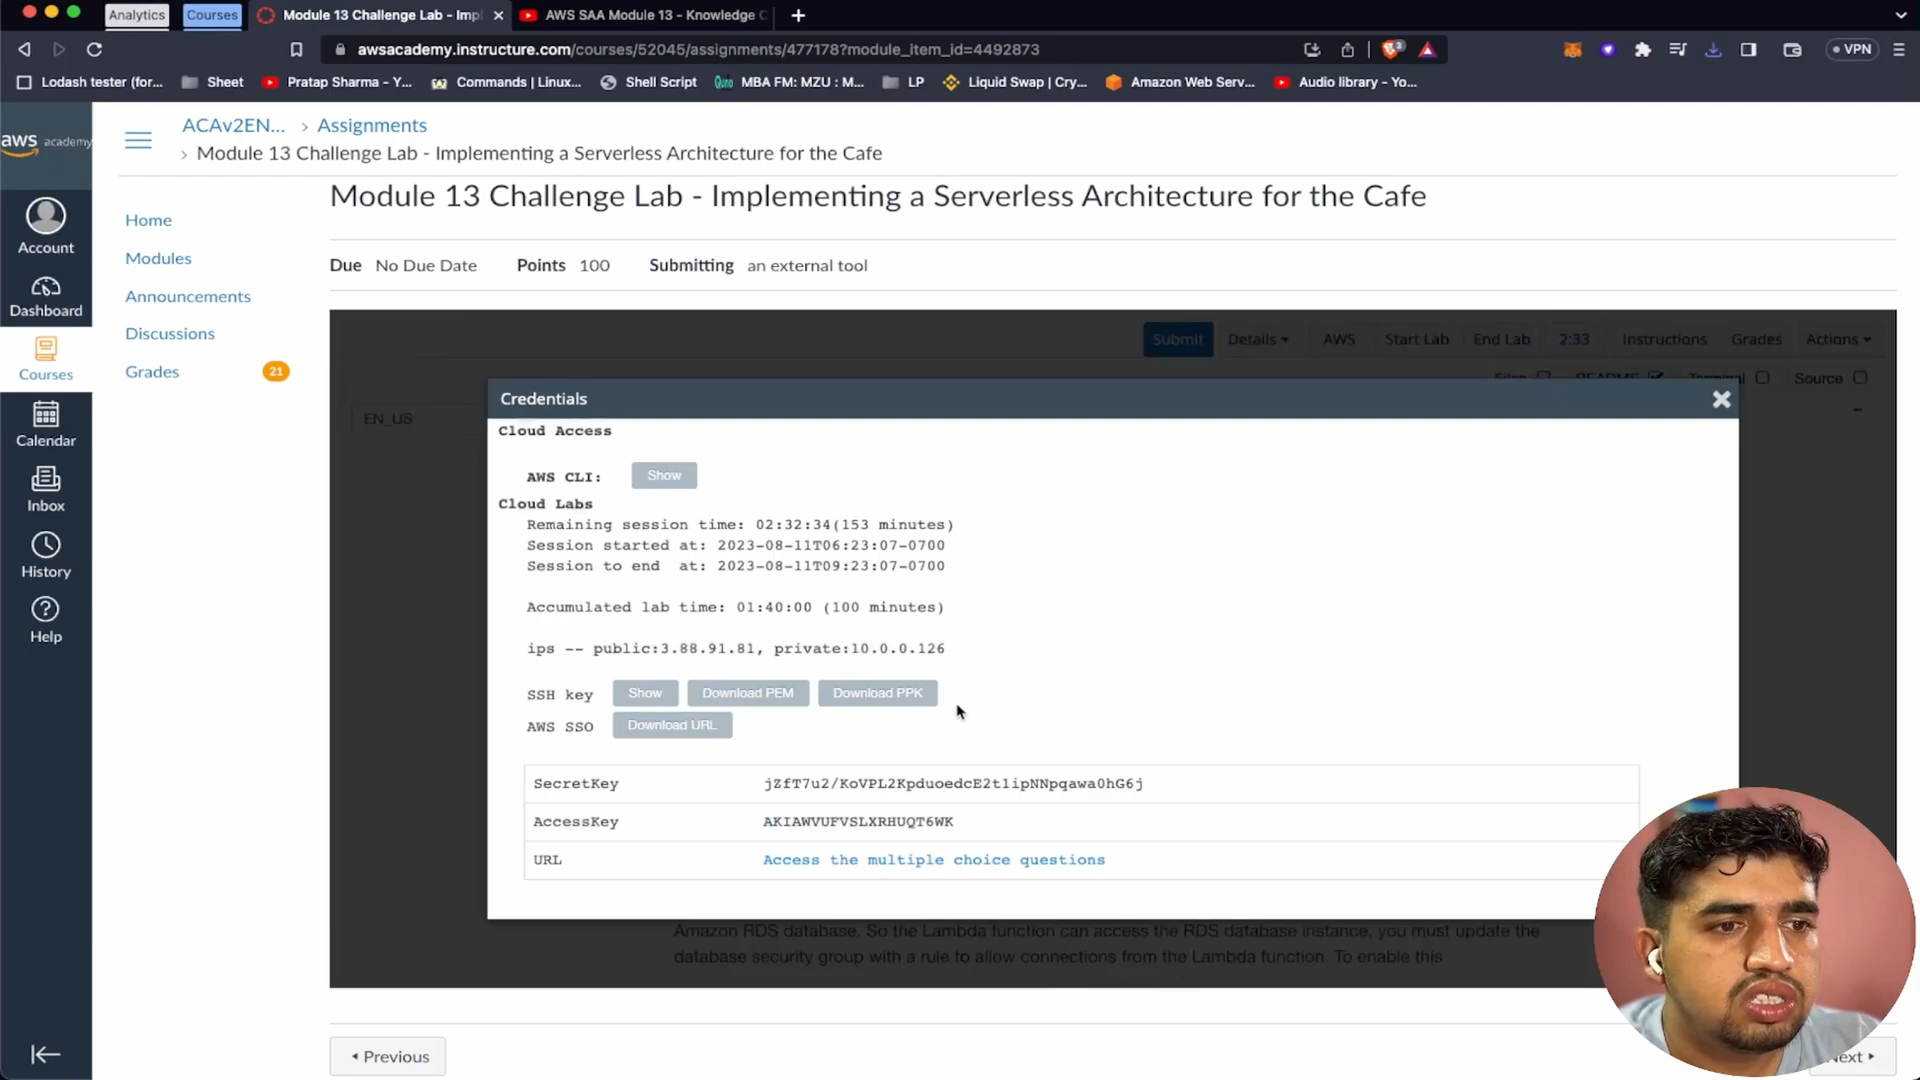 Analytics
Courses
Module 13 Challenge Lab - Impl
AWS SAA Module 13 - Knowledge C
awsacademy.instructure.com/courses/52045/assignments/477178?module_item_id=4492873
VPN
Lodash tester (for...
Sheet
Pratap Sharma - Y...
Commands | Linux...
Shell Script
MBA FM: MZU : M...
LP
Liquid Swap | Cry...
Amazon Web Serv...
Audio library - Yo...
aws academy
ACAv2EN... › Assignments
› Module 13 Challenge Lab - Implementing a Serverless Architecture for the Cafe
Account
Dashboard
Courses
Calendar
Inbox
History
Help
Home
Modules
Announcements
Discussions
Grades 21
Module 13 Challenge Lab - Implementing a Serverless Architecture for the Cafe
Due No Due Date Points 100 Submitting an external tool
Submit Details AWS Start Lab End Lab 2:33 Instructions Grades Actions
Files README Terminal Source
EN_US
Credentials
Cloud Access
AWS CLI: Show
Cloud Labs
Remaining session time: 02:32:34(153 minutes)
Session started at: 2023-08-11T06:23:07-0700
Session to end at: 2023-08-11T09:23:07-0700
Accumulated lab time: 01:40:00 (100 minutes)
ips -- public:3.88.91.81, private:10.0.0.126
SSH key Show Download PEM Download PPK
AWS SSO Download URL
SecretKey jZfT7u2/KoVPL2KpduoedcE2t1ipNNpqawa0hG6j
AccessKey AKIAWVUFVSLXRHUQT6WK
URL Access the multiple choice questions
Amazon RDS database. So the Lambda function can access the RDS database instance, you must update the
database security group with a rule to allow connections from the Lambda function. To enable this
Previous
Next